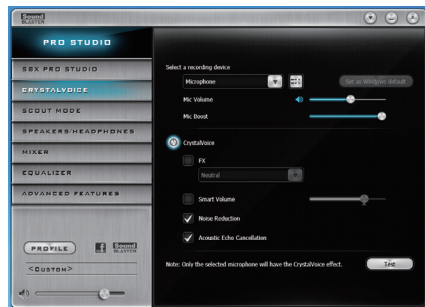 Sound
BLASTER
PRO STUDIO
SBX PRO STUDIO
CRYSTALVOICE
SCOUT MODE
SPEAKERS/HEADPHONES
MIXER
EQUALIZER
ADVANCED FEATURES
PROFILE
Sound
BLASTER
<CUSTOM>
Select a recording device
Microphone
Set as Windows default
Mic Volume
Mic Boost
CrystalVoice
FX
Neutral
Smart Volume
Noise Reduction
Acoustic Echo Cancellation
Note: Only the selected microphone will have the CrystalVoice effect.
Test